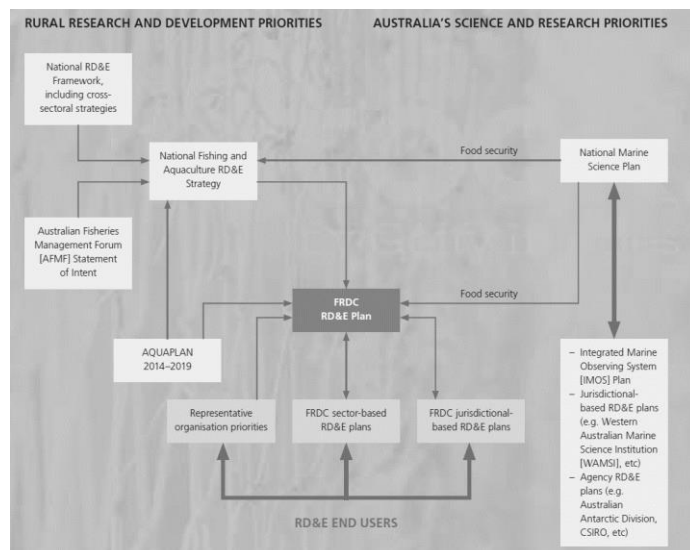 RURAL RESEARCH AND DEVELOPMENT PRIORITIES
AUSTRALIA'S SCIENCE AND RESEARCH PRIORITIES
National RD&E
Framework,
including cross-
sectoral strategies
National Fishing and
Aquaculture RD&E
Strategy
Food security
National Marine
Science Plan
Australian Fisheries
Management Forum
[AFMF] Statement
of Intent
FRDC
RD&E Plan
Food security
AQUAPLAN
2014–2019
Representative
organisation priorities
FRDC sector-based
RD&E plans
FRDC jurisdictional-
based RD&E plans
– Integrated Marine
Observing System
[IMOS] Plan
– Jurisdictional-
based RD&E plans
(e.g. Western
Australian Marine
Science Institution
[WAMSI], etc)
– Agency RD&E
plans (e.g.
Australian
Antarctic Division,
CSIRO, etc)
RD&E END USERS